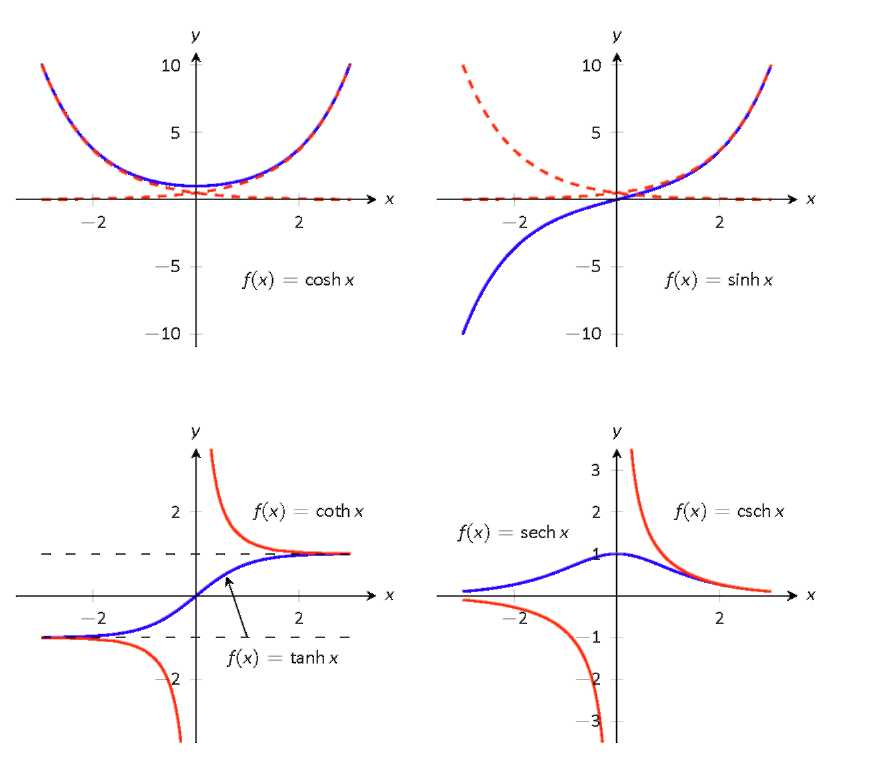 y
10
5
x
−2
2
−5
f(x) = cosh x
−10
y
10
5
x
−2
2
−5
f(x) = sinh x
−10
y
2
f(x) = coth x
x
−2
2
f(x) = tanh x
−2
y
3
2
f(x) = csch x
f(x) = sech x
1
x
−2
2
−1
−2
−3